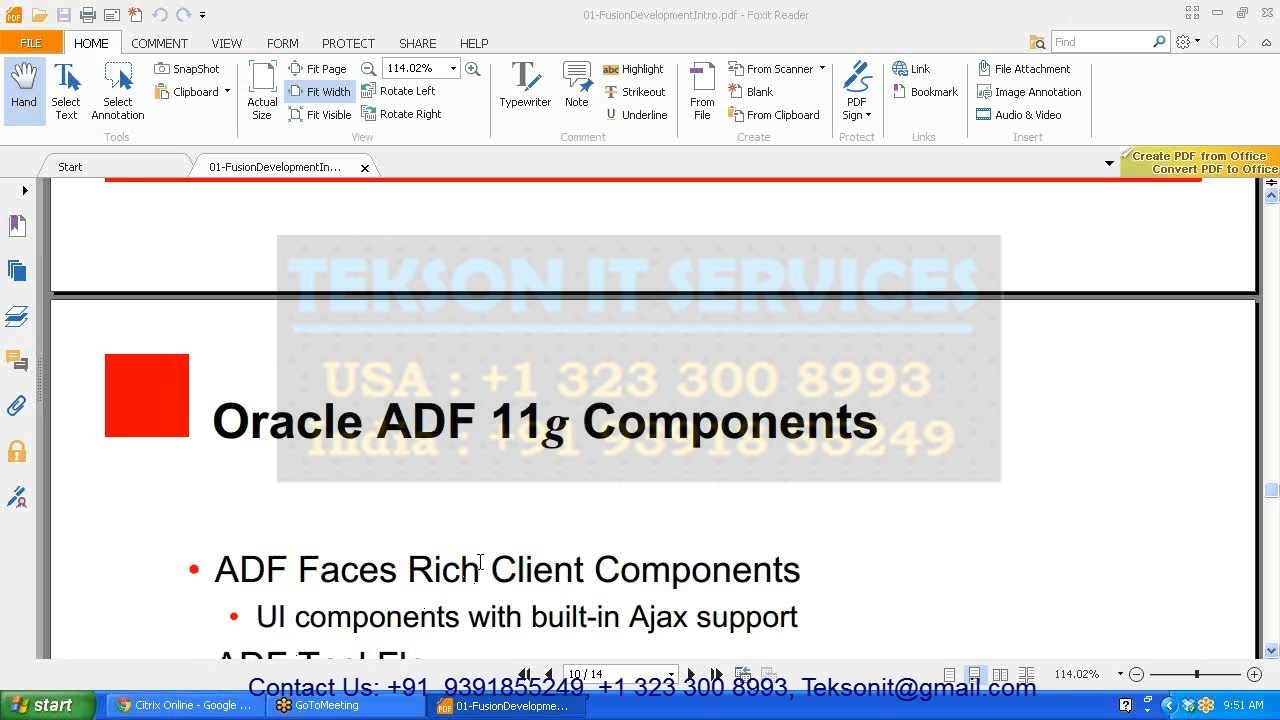 01-FusionDevelopmentIntro.pdf - Foxit Reader
FILE HOME COMMENT VIEW FORM PROTECT SHARE HELP
Find
Hand
Select
Text
Select
Annotation
SnapShot
Clipboard
Tools
Actual
Size
Fit Page
Fit Width
Fit Visible
114.02%
Rotate Left
Rotate Right
View
Typewriter
Note
Highlight
Strikeout
Underline
Comment
From
File
From Scanner
Blank
From Clipboard
Create
PDF
Sign
Protect
Link
Bookmark
Links
File Attachment
Image Annotation
Audio & Video
Insert
Start
01-FusionDevelopmentIn...
Create PDF from Office
Convert PDF to Office
TEKSON IT SERVICES
USA : +1 323 300 8993
Oracle ADF 11g Components
India : +91 93918 55249
• ADF Faces Rich Client Components
• UI components with built-in Ajax support
10 / 14
114.02%
Contact Us: +91 9391855249, +1 323 300 8993, Teksonit@gmail.com
start
Citrix Online - Google ...
GoToMeeting
01-FusionDevelopme...
9:51 AM